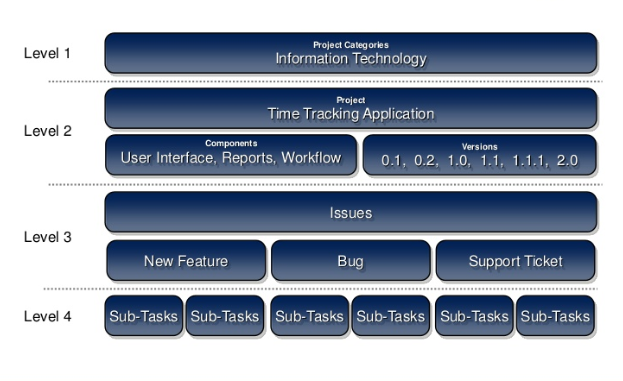 Level 1
Project Categories
Information Technology
Level 2
Project
Time Tracking Application
Components
User Interface, Reports, Workflow
Versions
0.1, 0.2, 1.0, 1.1, 1.1.1, 2.0
Level 3
Issues
New Feature
Bug
Support Ticket
Level 4
Sub-Tasks
Sub-Tasks
Sub-Tasks
Sub-Tasks
Sub-Tasks
Sub-Tasks